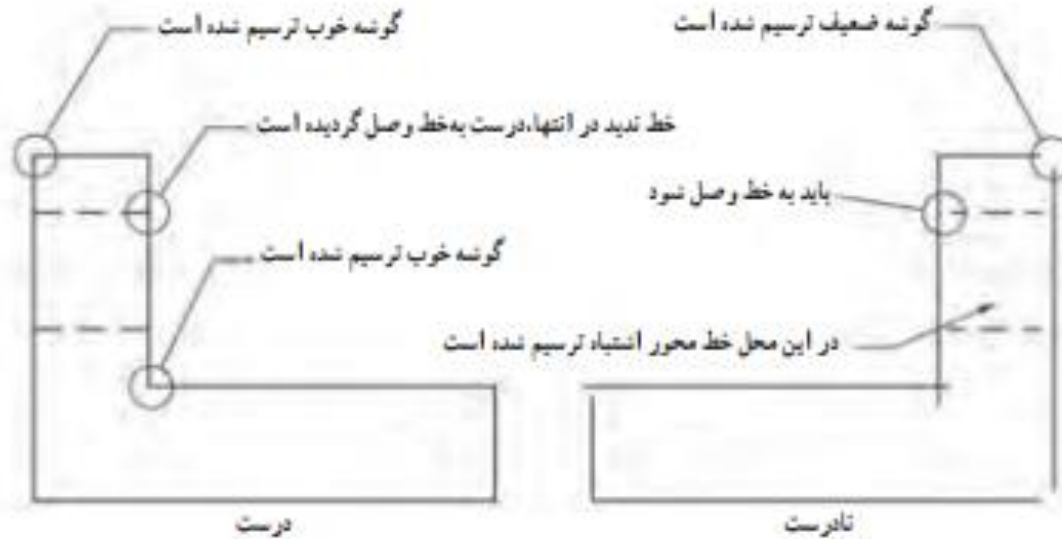 گوشه خوب ترسیم شده است
گوشه ضعیف ترسیم شده است
خط ندید در انتها، درست به خط وصل گردیده است
باید به خط وصل شود
گوشه خوب ترسیم شده است
در این محل خط محور اشتباه ترسیم شده است
درست
نادرست